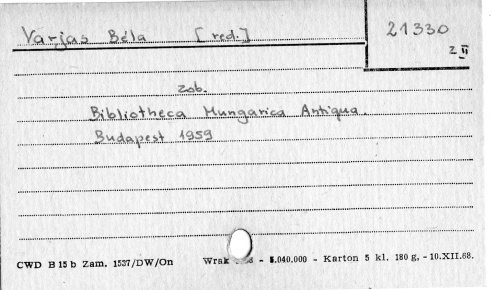 Varjas Béla [red.]
21330
Z II
zob.
Bibliotheca Hungarica Antiqua.
Budapest 1959
CWD B 15 b Zam. 1537/DW/On Wrak - 5.040.000 - Karton 5 kl. 180 g, - 10.XII.68.